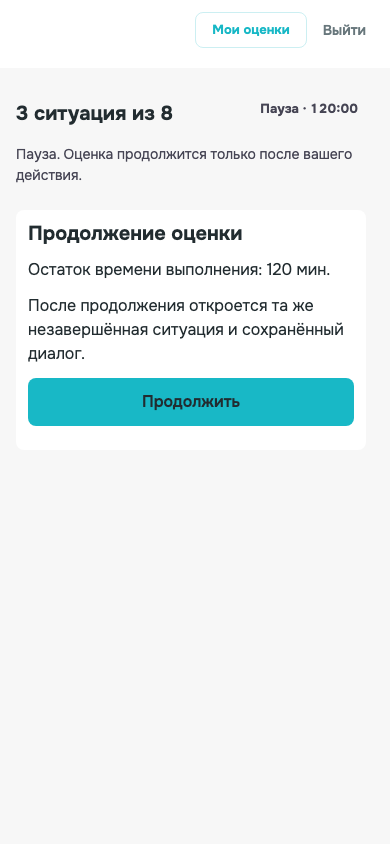 Мои оценки
Выйти
3 ситуация из 8
Пауза · 120:00
Пауза. Оценка продолжится только после вашего
действия.
Продолжение оценки
Остаток времени выполнения: 120 мин.
После продолжения откроется та же
незавершённая ситуация и сохранённый
диалог.
Продолжить